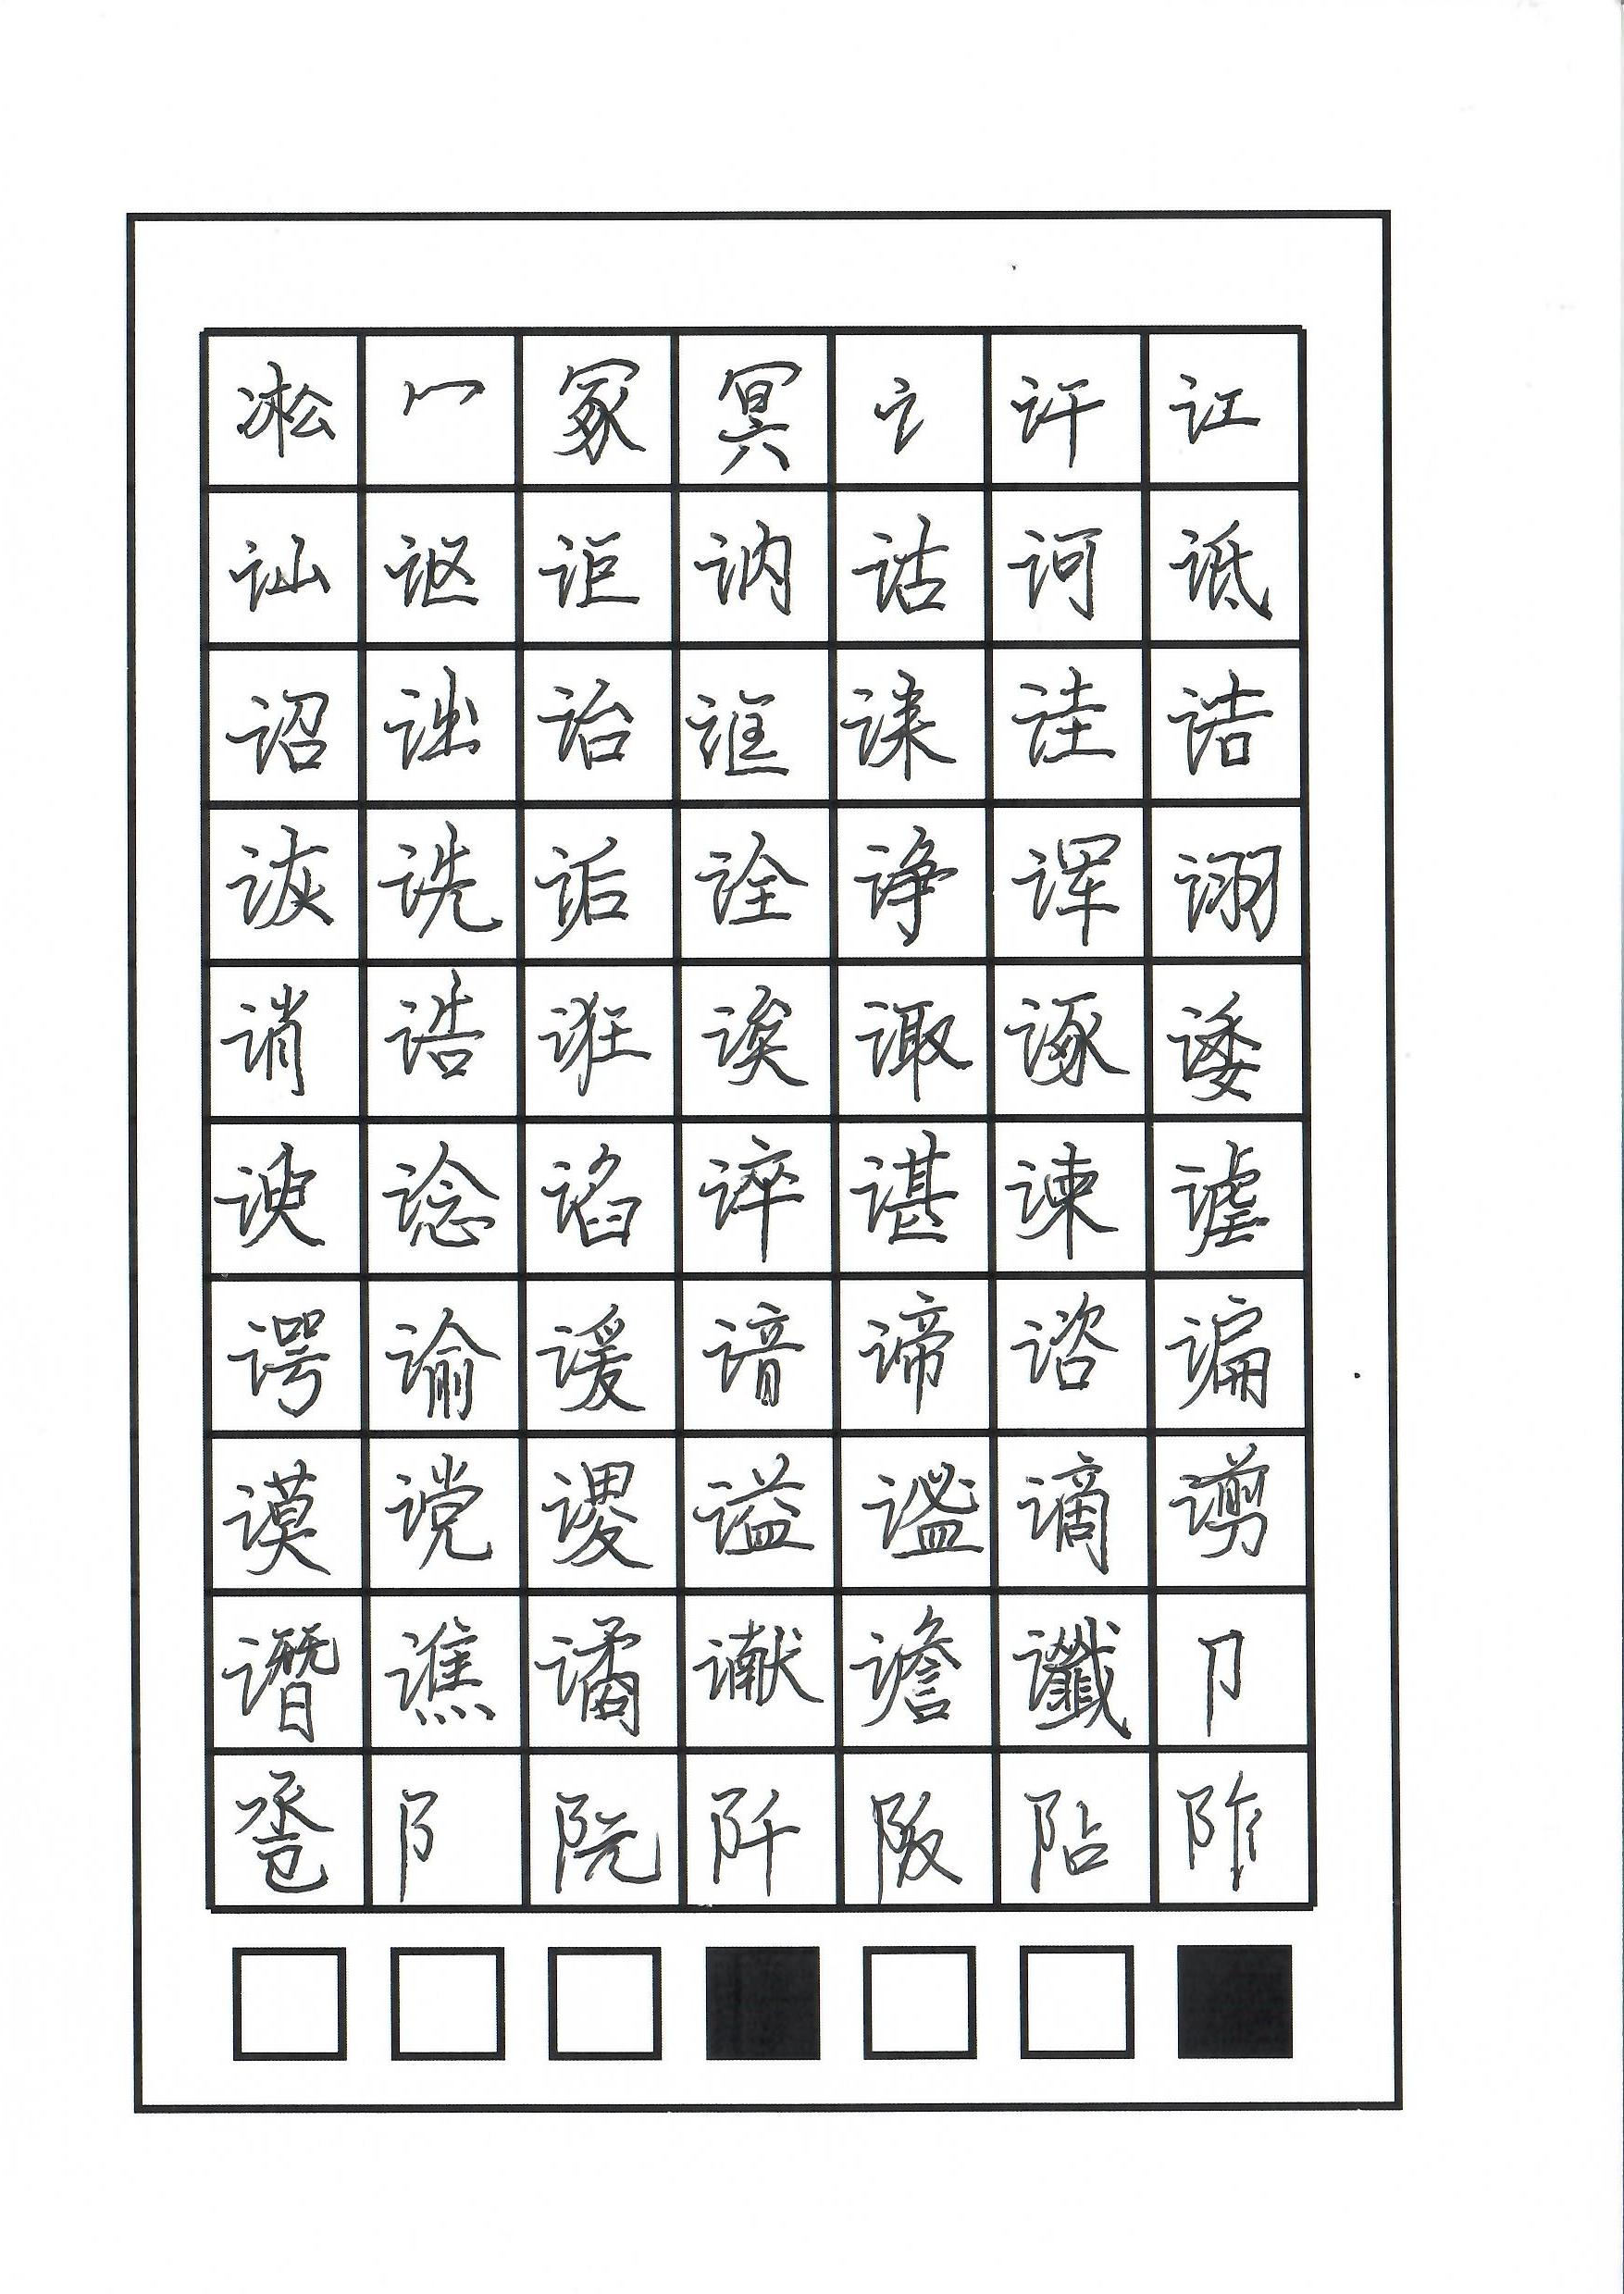 凇冖冢冥讠讦讧
讪讴讵讷诂诃诋
诏诎诒诓诔诖诘
诙诜诟诠诤诨诩
诮诰诳诶诹诼诿
谀谂谄谇谌谏谑
谔谕谖谙谛谘谝
谟谠谡谥谧谪谫
谮谯谲谳谵谶卩
卺阝阮阡阪阽阼